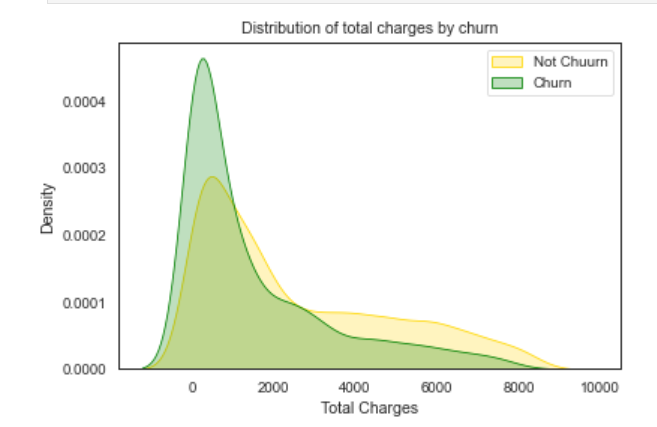 Distribution of total charges by churn
Not Chuurn
Churn
0.0004
0.0003
0.0002
0.0001
0.0000
Density
0
2000
4000
6000
8000
10000
Total Charges